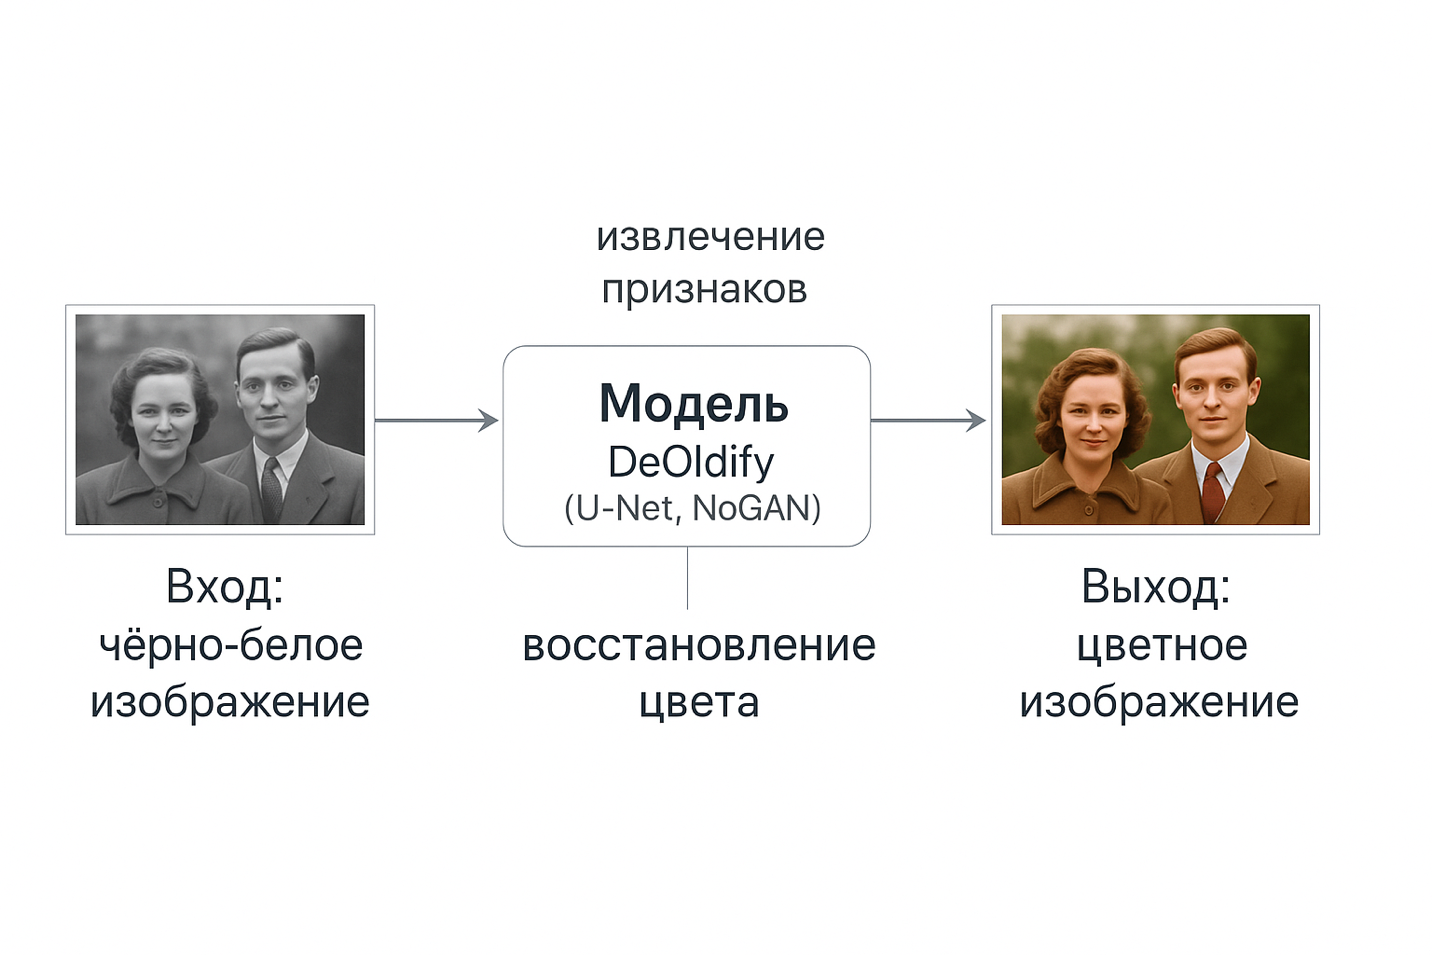 извлечение
признаков
Модель
DeOldify
(U-Net, NoGAN)
Вход:
чёрно-белое
изображение
восстановление
цвета
Выход:
цветное
изображение